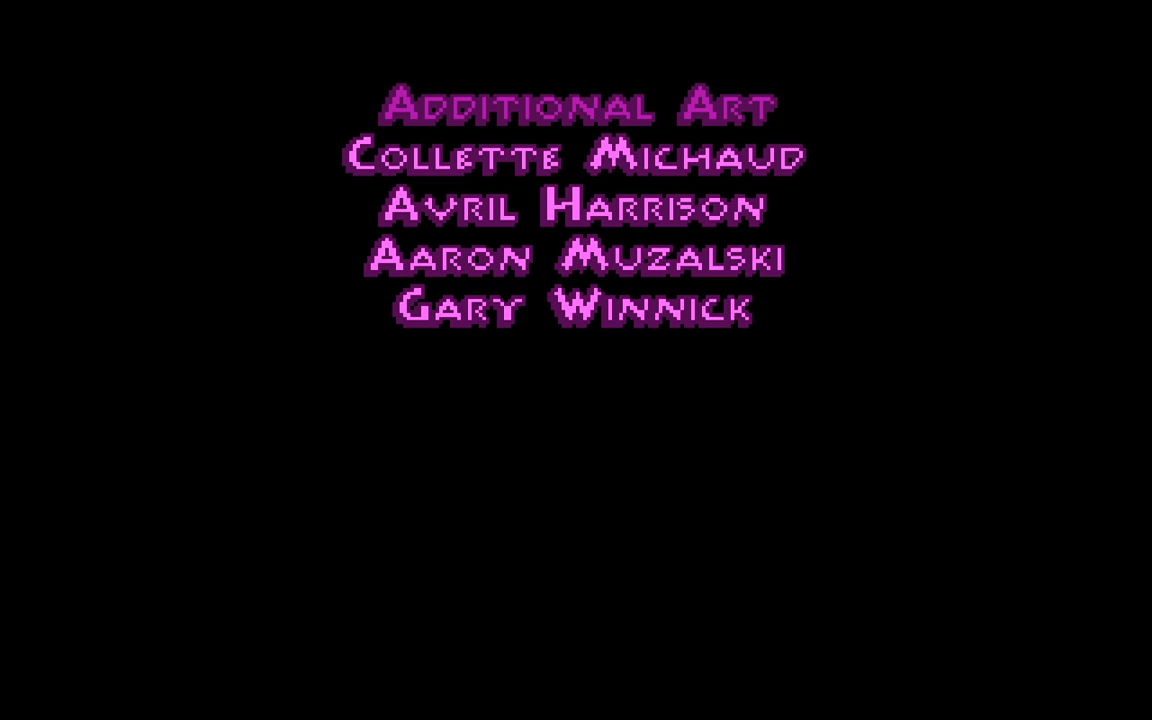 Additional Art
Collette Michaud
Avril Harrison
Aaron Muzalski
Gary Winnick